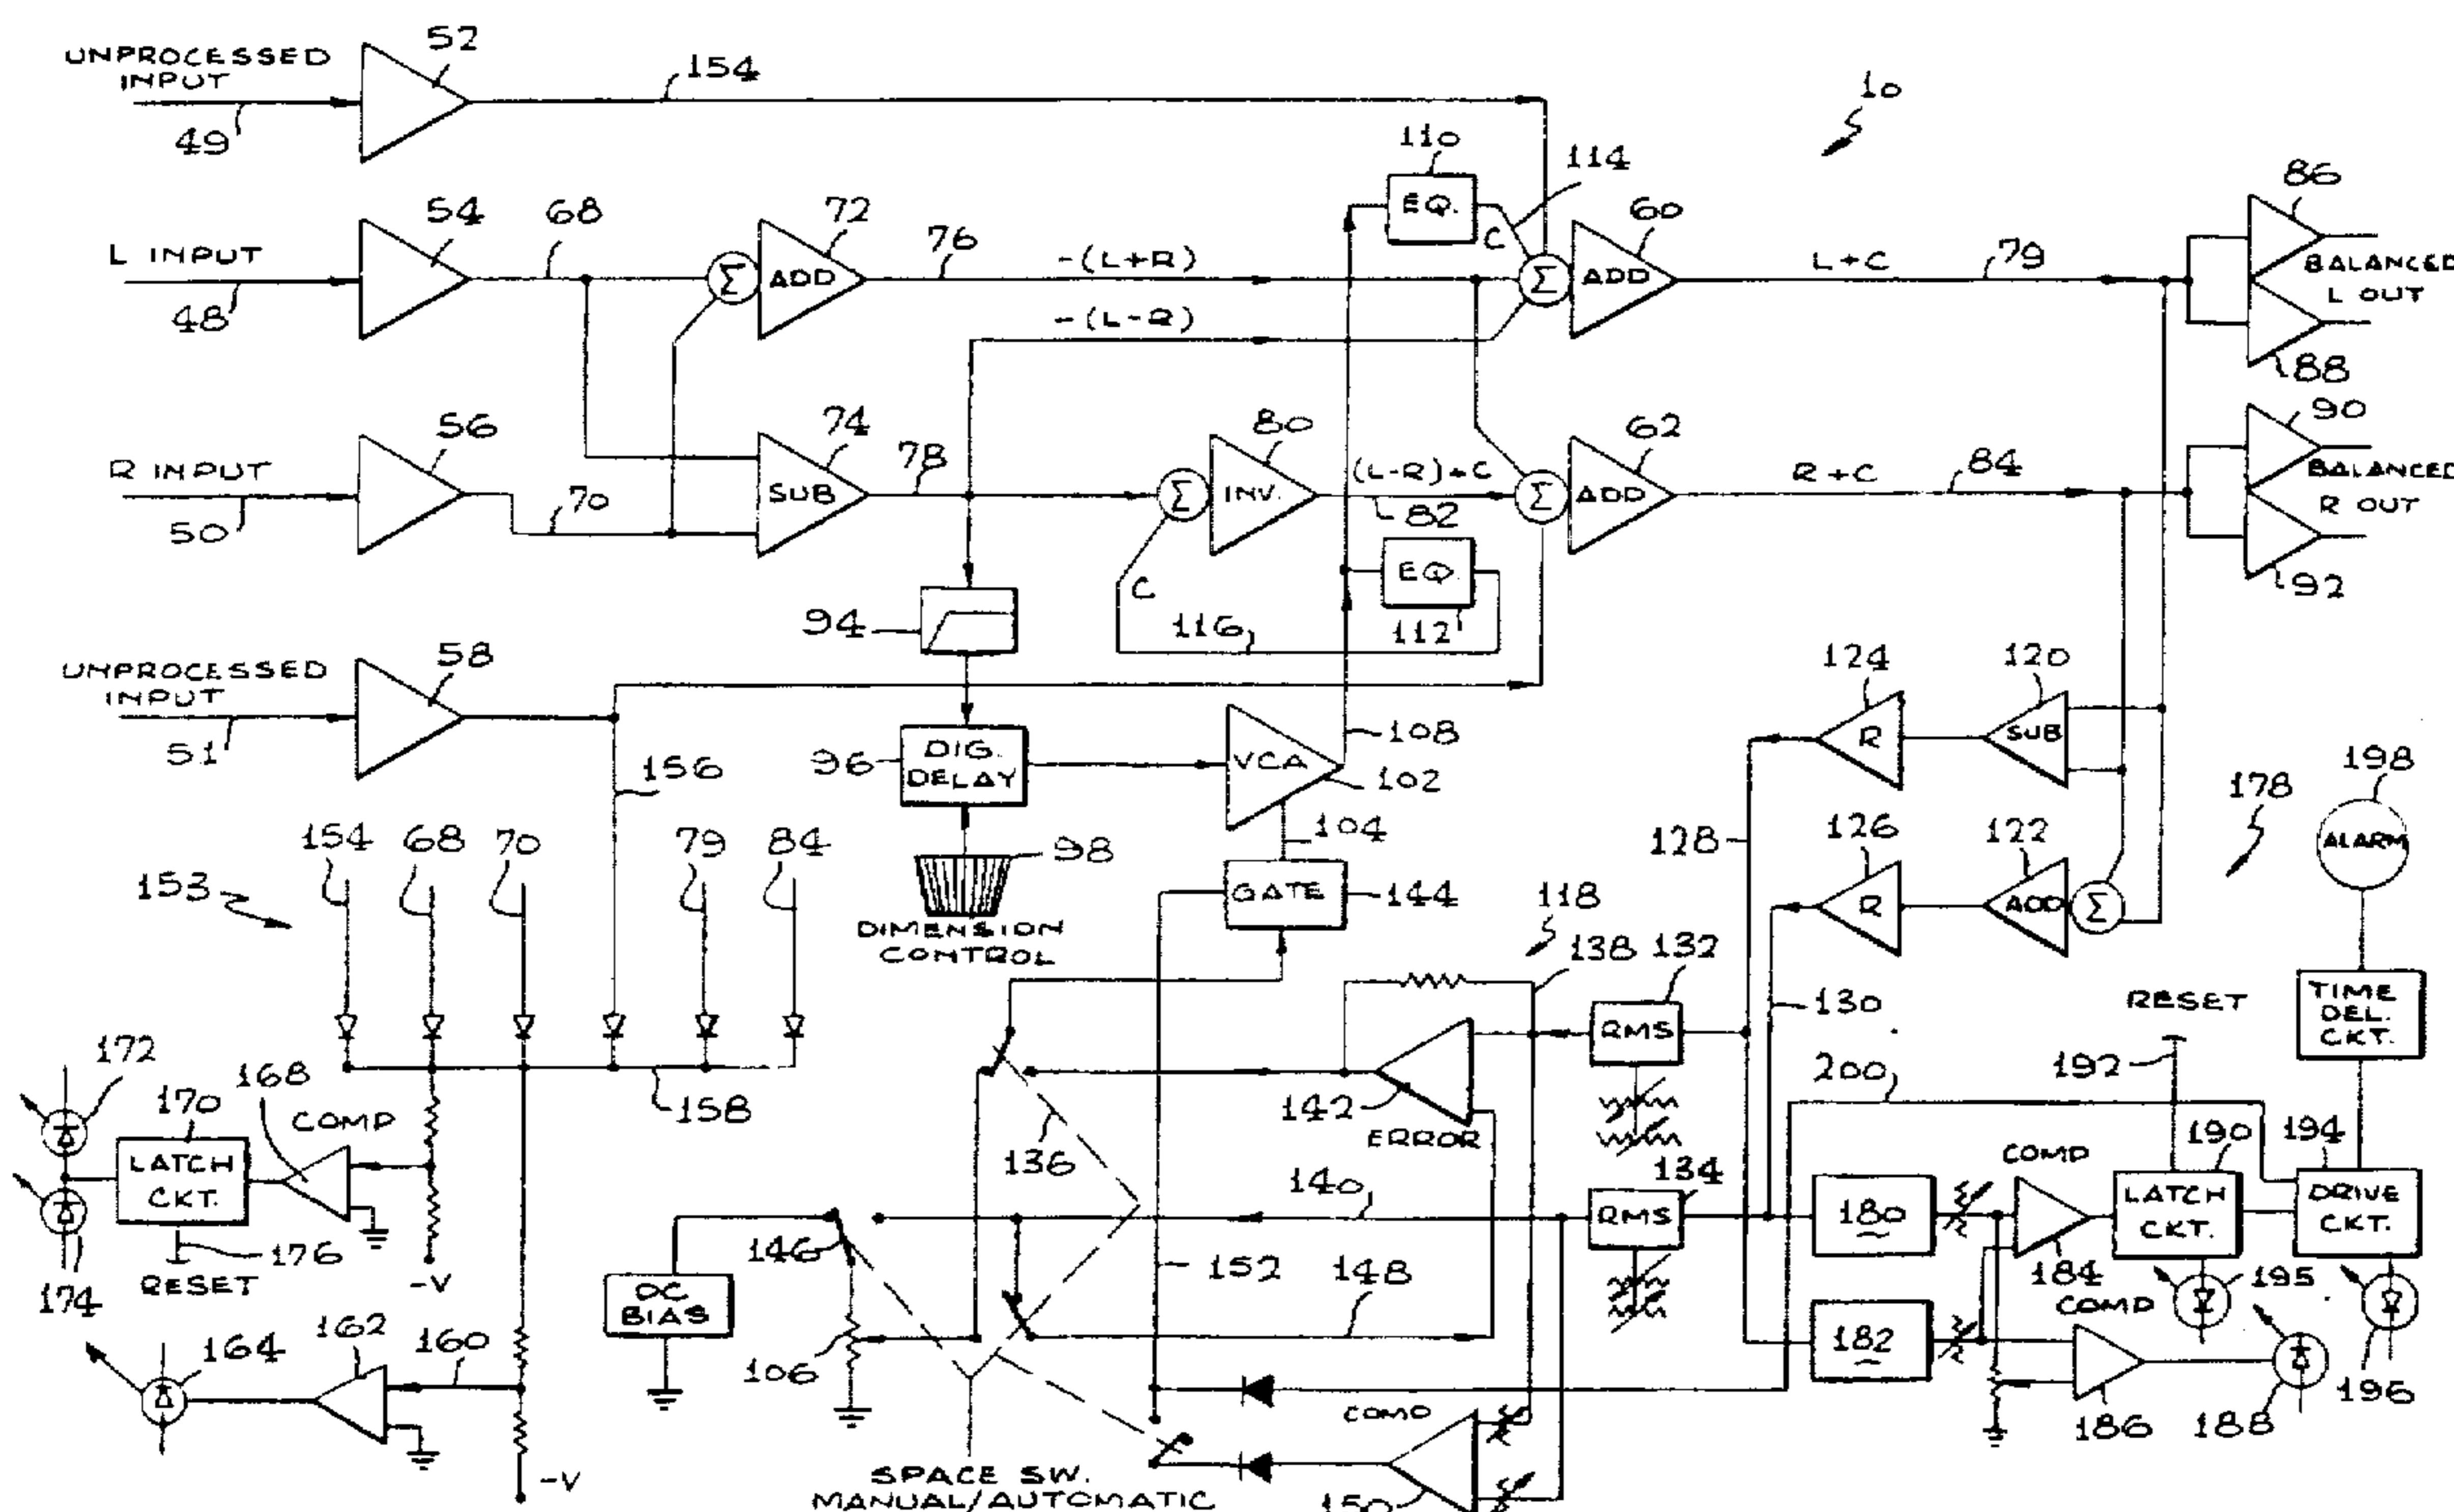 UNPROCESSED
INPUT
49
52
154
10
110
EQ.
114
C
L INPUT
48
54
68
Σ
72
ADD
76
-(L+R)
-(L-R)
Σ
60
ADD
L+C
79
86
BALANCED
L OUT
88
R INPUT
50
56
70
74
SUB
78
Σ
80
INV.
(L-R)+C
82
C
Σ
62
ADD
R+C
84
90
BALANCED
R OUT
92
EQ.
112
116
94
UNPROCESSED
INPUT
51
58
156
96
DIG.
DELAY
VCA
108
102
104
98
DIMENSION
CONTROL
GATE
144
124
R
120
SUB
128
126
R
122
ADD
Σ
178
198
ALARM
153
154
68
70
79
84
118
138
132
RMS
130
RESET
192
200
TIME
DEL.
CKT.
172
170
LATCH
CKT.
168
COMP
158
174
176
RESET
-V
136
142
ERROR
140
134
RMS
180
182
COMP
184
190
LATCH
CKT.
194
DRIVE
CKT.
195
196
COMP
186
188
146
DC
BIAS
106
152
148
164
162
160
-V
SPACE SW.
MANUAL/AUTOMATIC
COMP
150